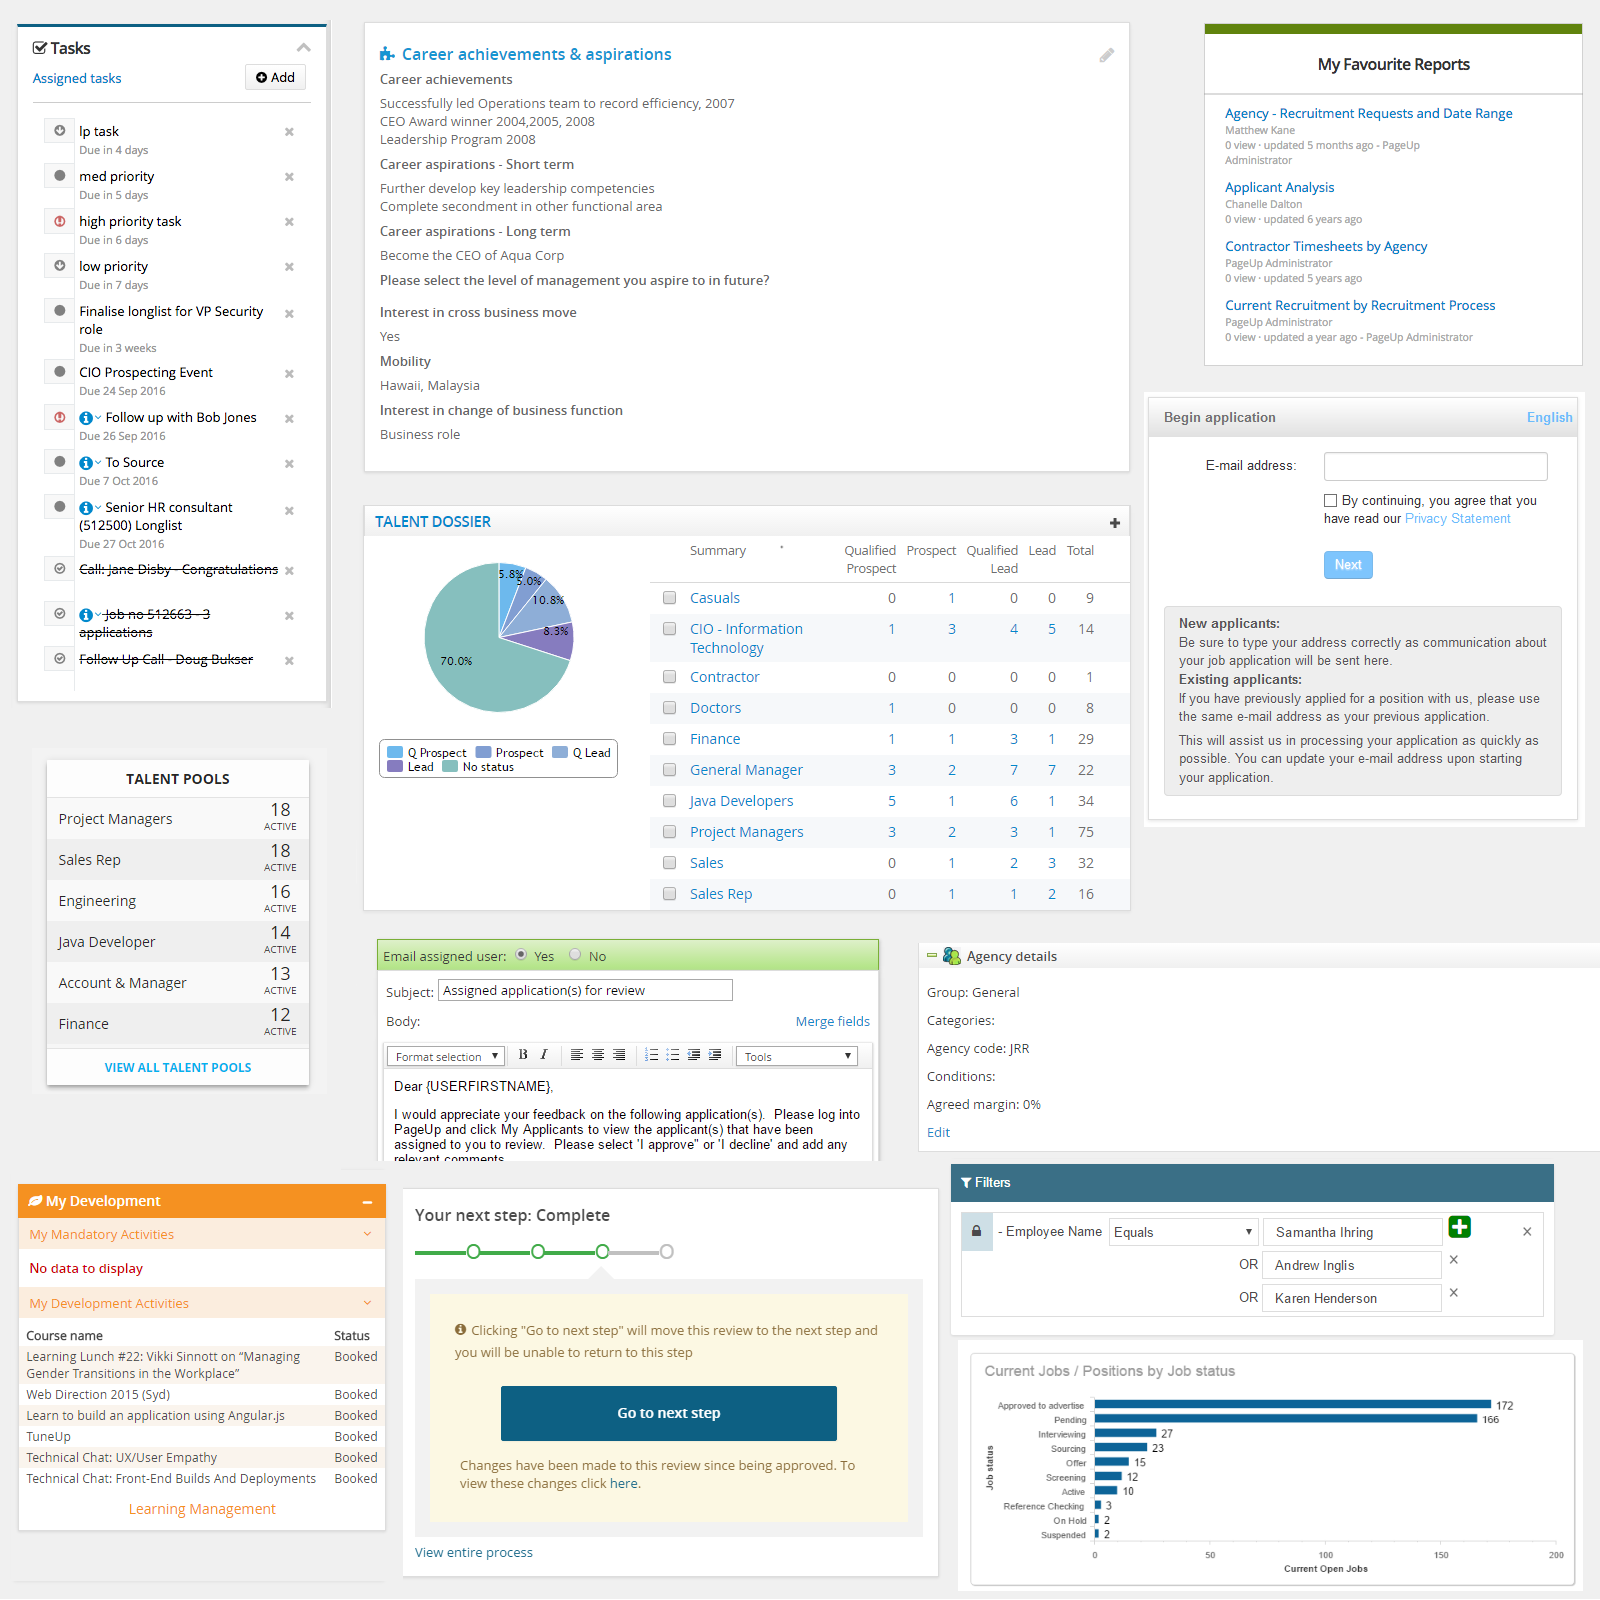 Tasks
Assigned tasks
Add
lp task
Due in 4 days
med priority
Due in 5 days
high priority task
Due in 6 days
low priority
Due in 7 days
Finalise longlist for VP Security
role
Due in 3 weeks
CIO Prospecting Event
Due 24 Sep 2016
Follow up with Bob Jones
Due 26 Sep 2016
To Source
Due 7 Oct 2016
Senior HR consultant
(512500) Longlist
Due 27 Oct 2016
Call: Jane Disby - Congratulations
Job no 512663 - 3
applications
Follow Up Call - Doug Bukser
Career achievements & aspirations
Career achievements
Successfully led Operations team to record efficiency, 2007
CEO Award winner 2004,2005, 2008
Leadership Program 2008
Career aspirations - Short term
Further develop key leadership competencies
Complete secondment in other functional area
Career aspirations - Long term
Become the CEO of Aqua Corp
Please select the level of management you aspire to in future?
Interest in cross business move
Yes
Mobility
Hawaii, Malaysia
Interest in change of business function
Business role
My Favourite Reports
Agency - Recruitment Requests and Date Range
Matthew Kane
0 view · updated 5 months ago - PageUp
Administrator
Applicant Analysis
Chanelle Dalton
0 view · updated 6 years ago
Contractor Timesheets by Agency
PageUp Administrator
0 view · updated 5 years ago
Current Recruitment by Recruitment Process
PageUp Administrator
0 view · updated a year ago - PageUp Administrator
Begin application English
E-mail address:
By continuing, you agree that you
have read our Privacy Statement
Next
New applicants:
Be sure to type your address correctly as communication about
your job application will be sent here.
Existing applicants:
If you have previously applied for a position with us, please use
the same e-mail address as your previous application.
This will assist us in processing your application as quickly as
possible. You can update your e-mail address upon starting
your application.
TALENT DOSSIER
5.8%
5.0%
10.8%
8.3%
70.0%
Q Prospect Prospect Q Lead
Lead No status
Summary Qualified Prospect Qualified Lead Total
Prospect Lead
Casuals 0 1 0 0 9
CIO - Information 1 3 4 5 14
Technology
Contractor 0 0 0 0 1
Doctors 1 0 0 0 8
Finance 1 1 3 1 29
General Manager 3 2 7 7 22
Java Developers 5 1 6 1 34
Project Managers 3 2 3 1 75
Sales 0 1 2 3 32
Sales Rep 0 1 1 2 16
TALENT POOLS
Project Managers 18
ACTIVE
Sales Rep 18
ACTIVE
Engineering 16
ACTIVE
Java Developer 14
ACTIVE
Account & Manager 13
ACTIVE
Finance 12
ACTIVE
VIEW ALL TALENT POOLS
Email assigned user: Yes No
Subject: Assigned application(s) for review
Body: Merge fields
Format selection B I Tools
Dear {USERFIRSTNAME},
I would appreciate your feedback on the following application(s). Please log into
PageUp and click My Applicants to view the applicant(s) that have been
assigned to you to review. Please select 'I approve" or 'I decline' and add any
relevant comments
Agency details
Group: General
Categories:
Agency code: JRR
Conditions:
Agreed margin: 0%
Edit
My Development
My Mandatory Activities
No data to display
My Development Activities
Course name Status
Learning Lunch #22: Vikki Sinnott on “Managing Booked
Gender Transitions in the Workplace”
Web Direction 2015 (Syd) Booked
Learn to build an application using Angular.js Booked
TuneUp Booked
Technical Chat: UX/User Empathy Booked
Technical Chat: Front-End Builds And Deployments Booked
Learning Management
Your next step: Complete
Clicking "Go to next step" will move this review to the next step and
you will be unable to return to this step
Go to next step
Changes have been made to this review since being approved. To
view these changes click here.
View entire process
Filters
- Employee Name Equals Samantha Ihring
OR Andrew Inglis
OR Karen Henderson
Current Jobs / Positions by Job status
Job status
Approved to advertise 172
Pending 166
Interviewing 27
Sourcing 23
Offer 15
Screening 12
Active 10
Reference Checking 3
On Hold 2
Suspended 2
0 50 100 150 200
Current Open Jobs